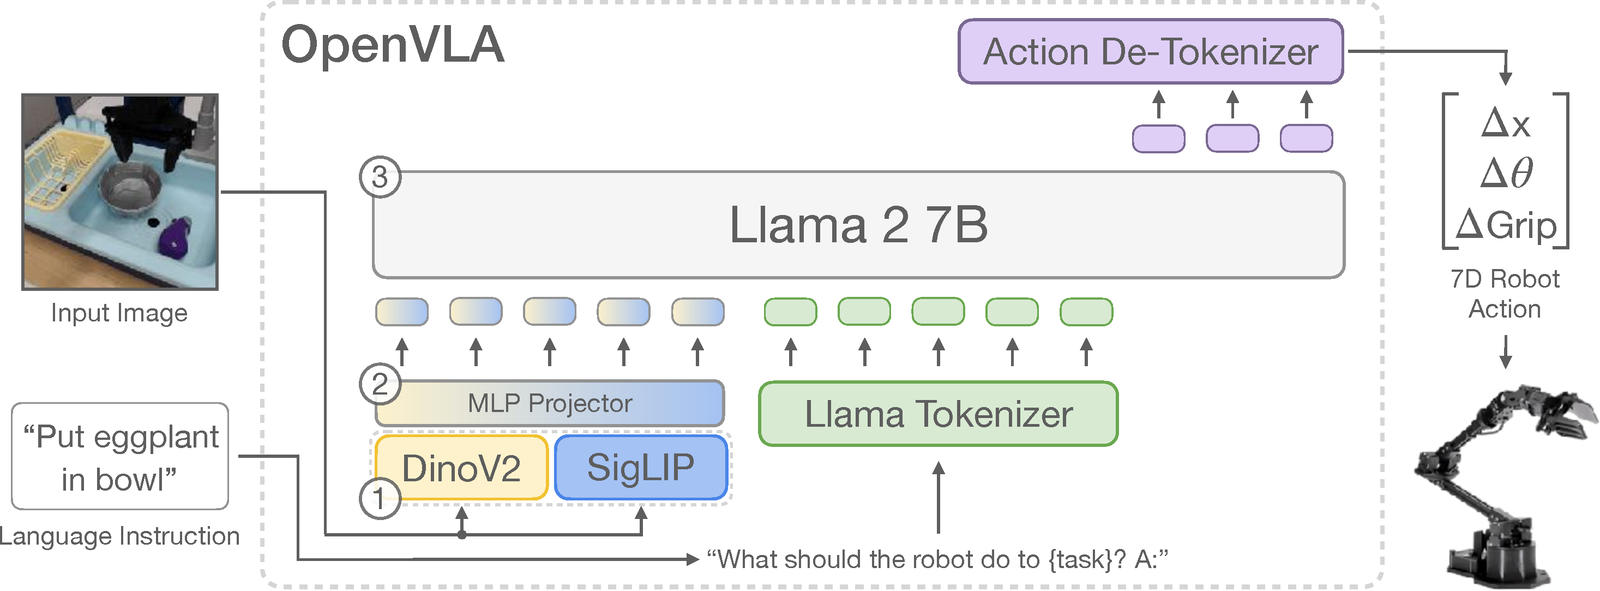 OpenVLA
Action De-Tokenizer
Δx
Δθ
ΔGrip
3
Llama 2 7B
Input Image
7D Robot
Action
2
MLP Projector
Llama Tokenizer
“Put eggplant
in bowl”
DinoV2
SigLIP
1
Language Instruction
“What should the robot do to {task}? A:”